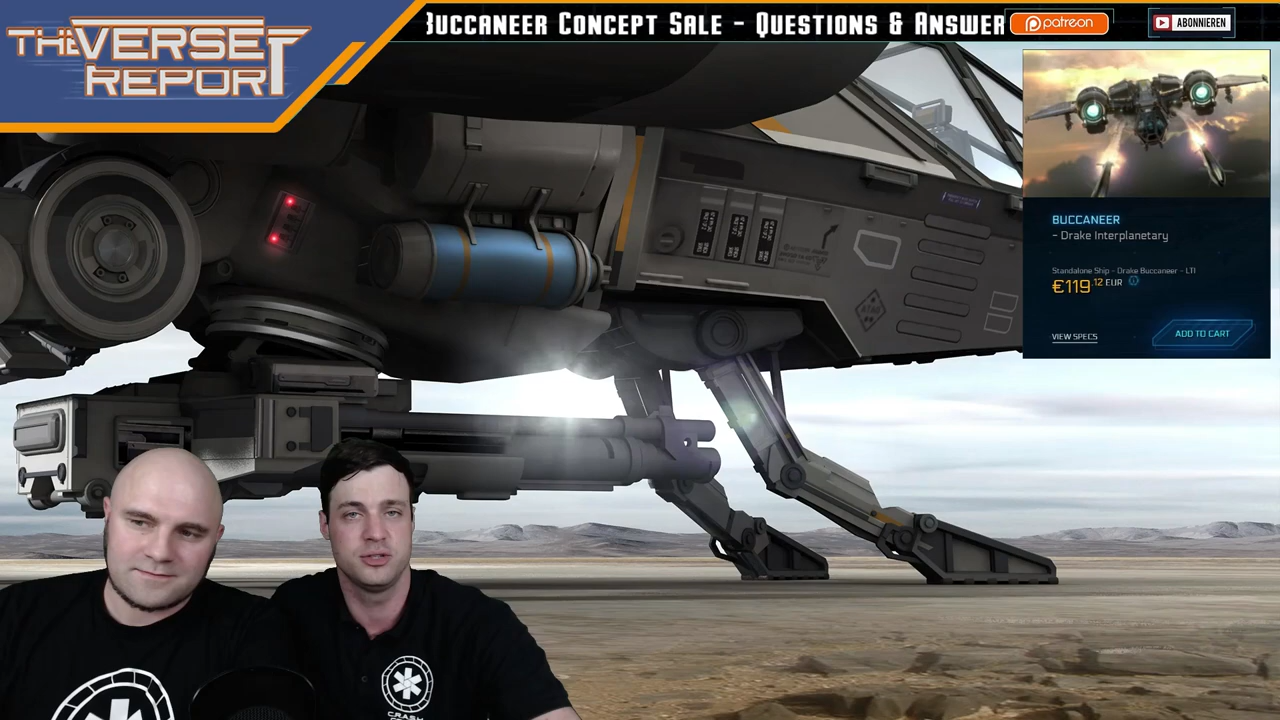 THE VERSE
REPORT
BUCCANEER CONCEPT SALE - QUESTIONS & ANSWER
patreon
ABONNIEREN
BUCCANEER
- Drake Interplanetary
Standalone Ship - Drake Buccaneer - LTI
€119.12 EUR
VIEW SPECS
ADD TO CART
CRASH